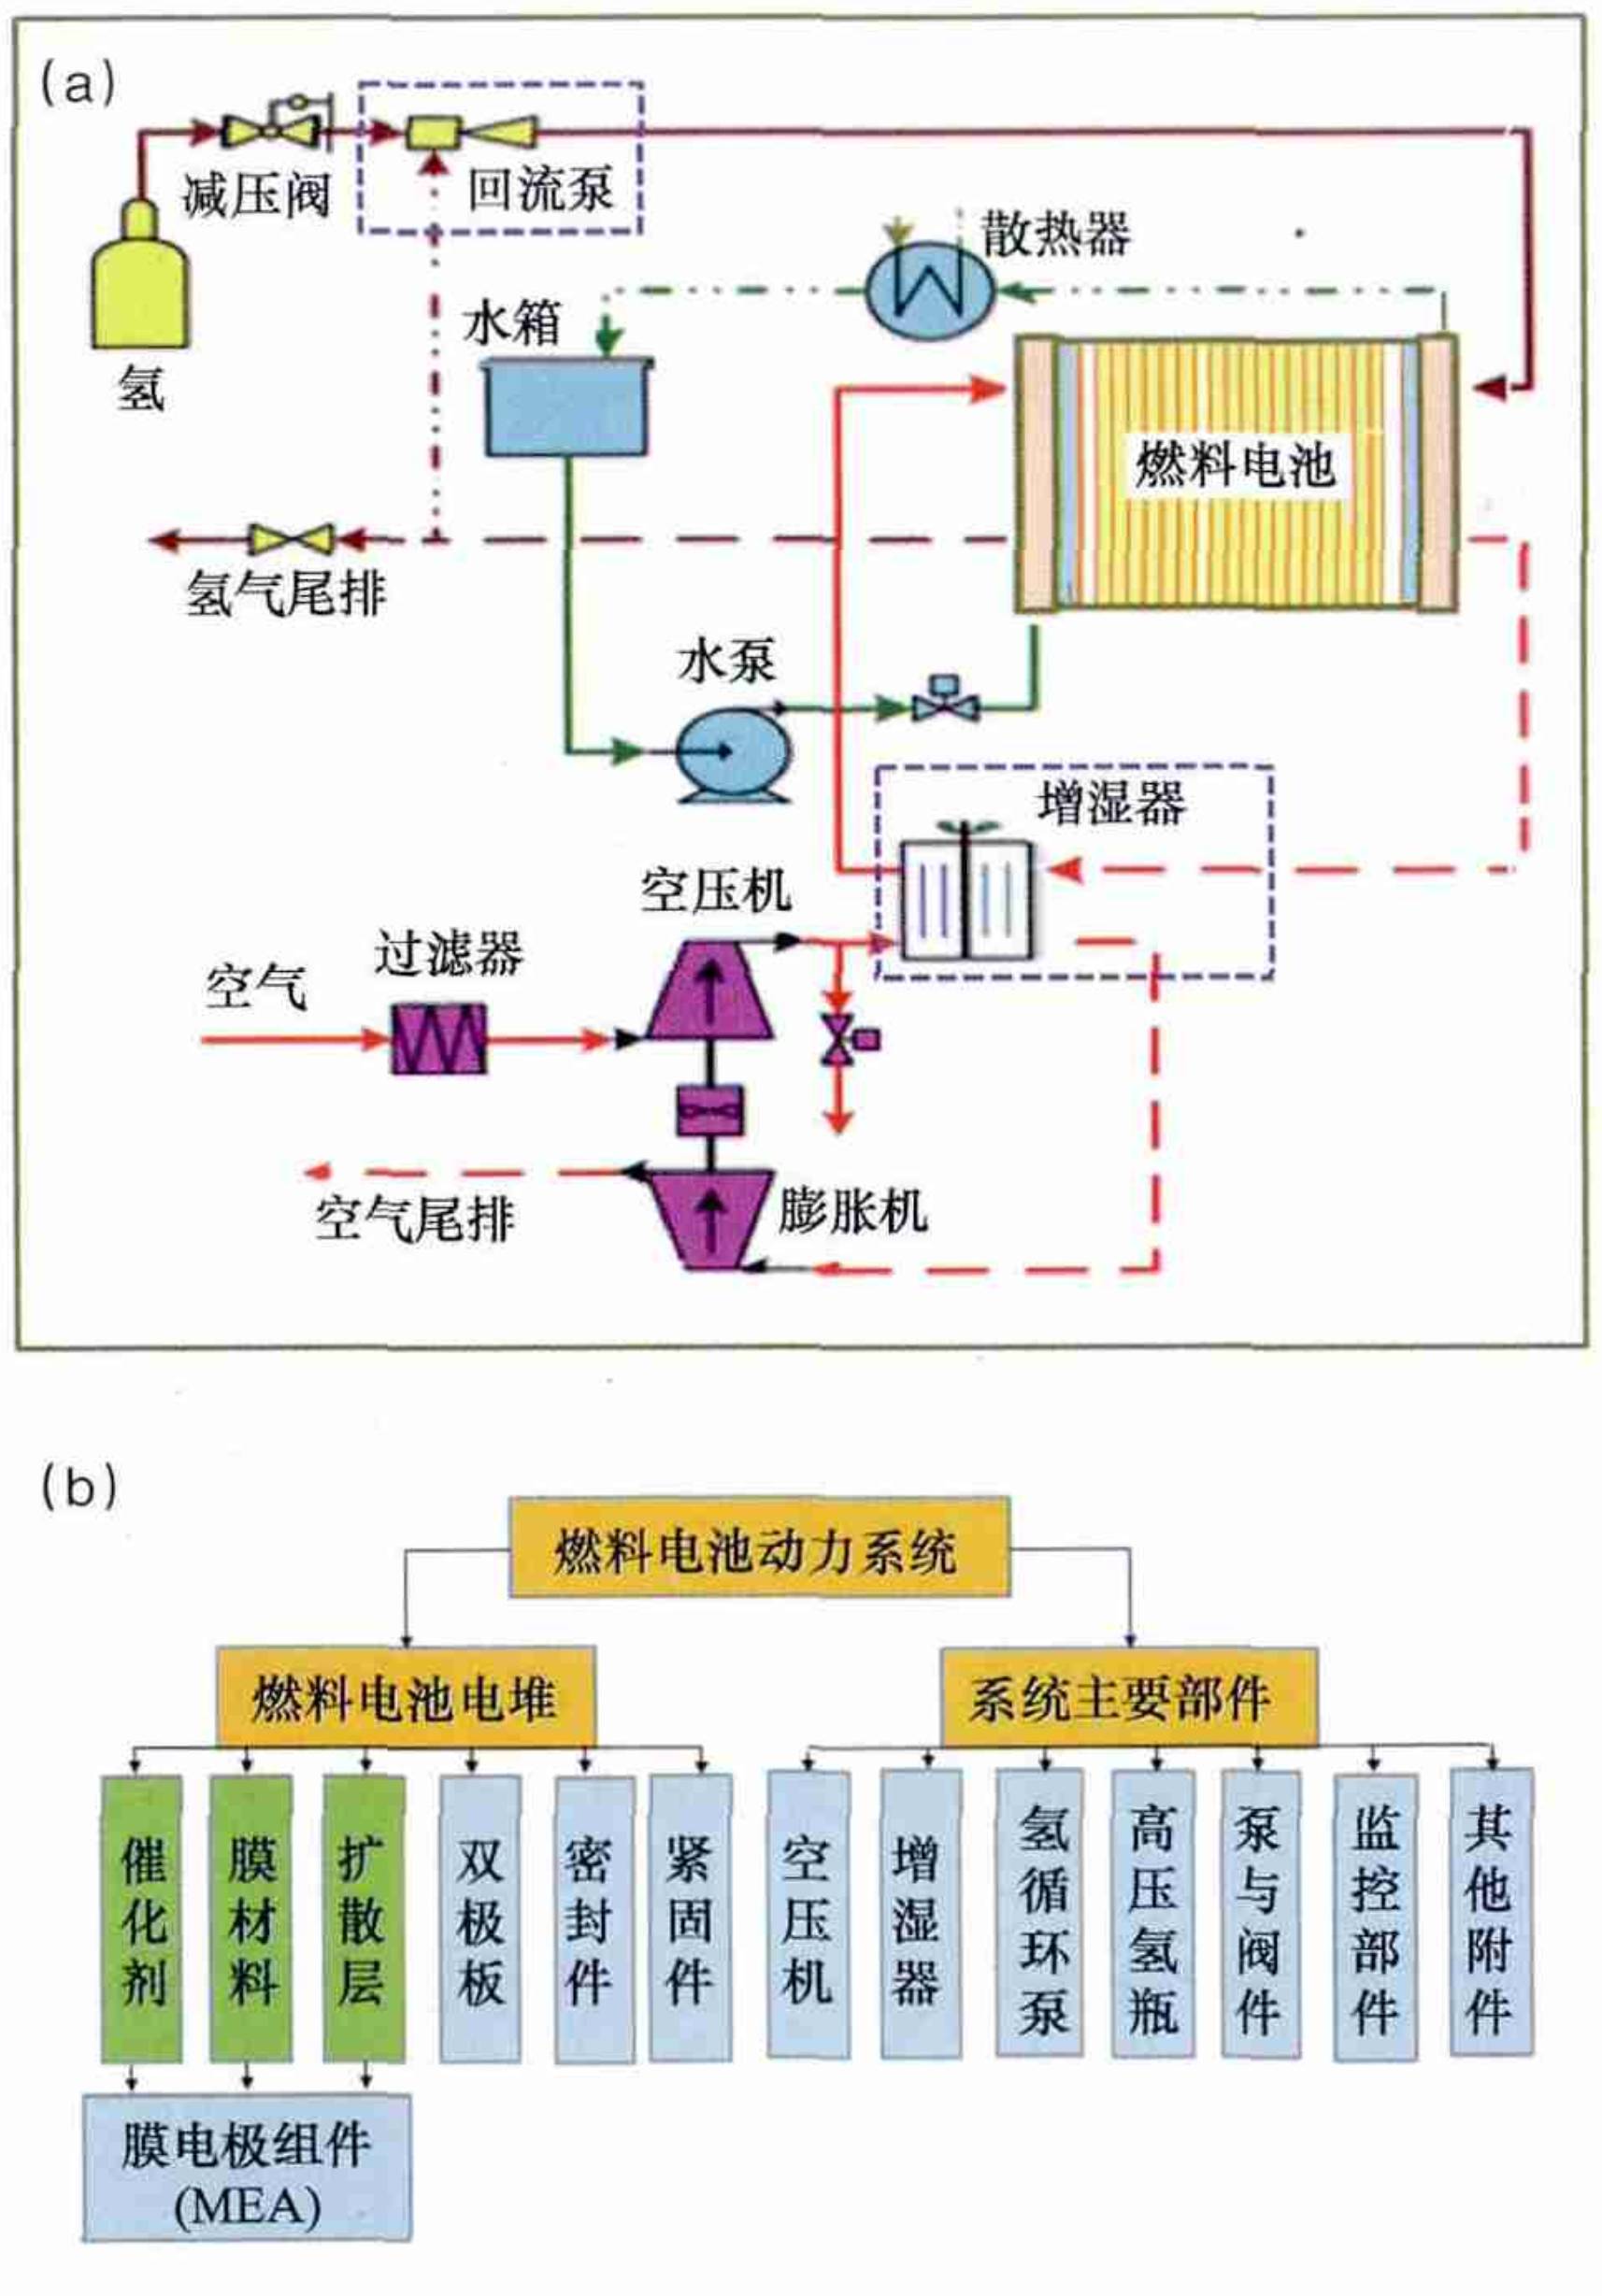 (a)
减压阀
回流泵
散热器
水箱
氢
燃料电池
氢气尾排
水泵
增湿器
空压机
过滤器
空气
膨胀机
空气尾排
(b)
燃料电池动力系统
燃料电池电堆
系统主要部件
催化剂
膜材料
扩散层
双极板
密封件
紧固件
空压机
增湿器
氢循环泵
高压氢瓶
泵与阀件
监控部件
其他附件
膜电极组件
(MEA)